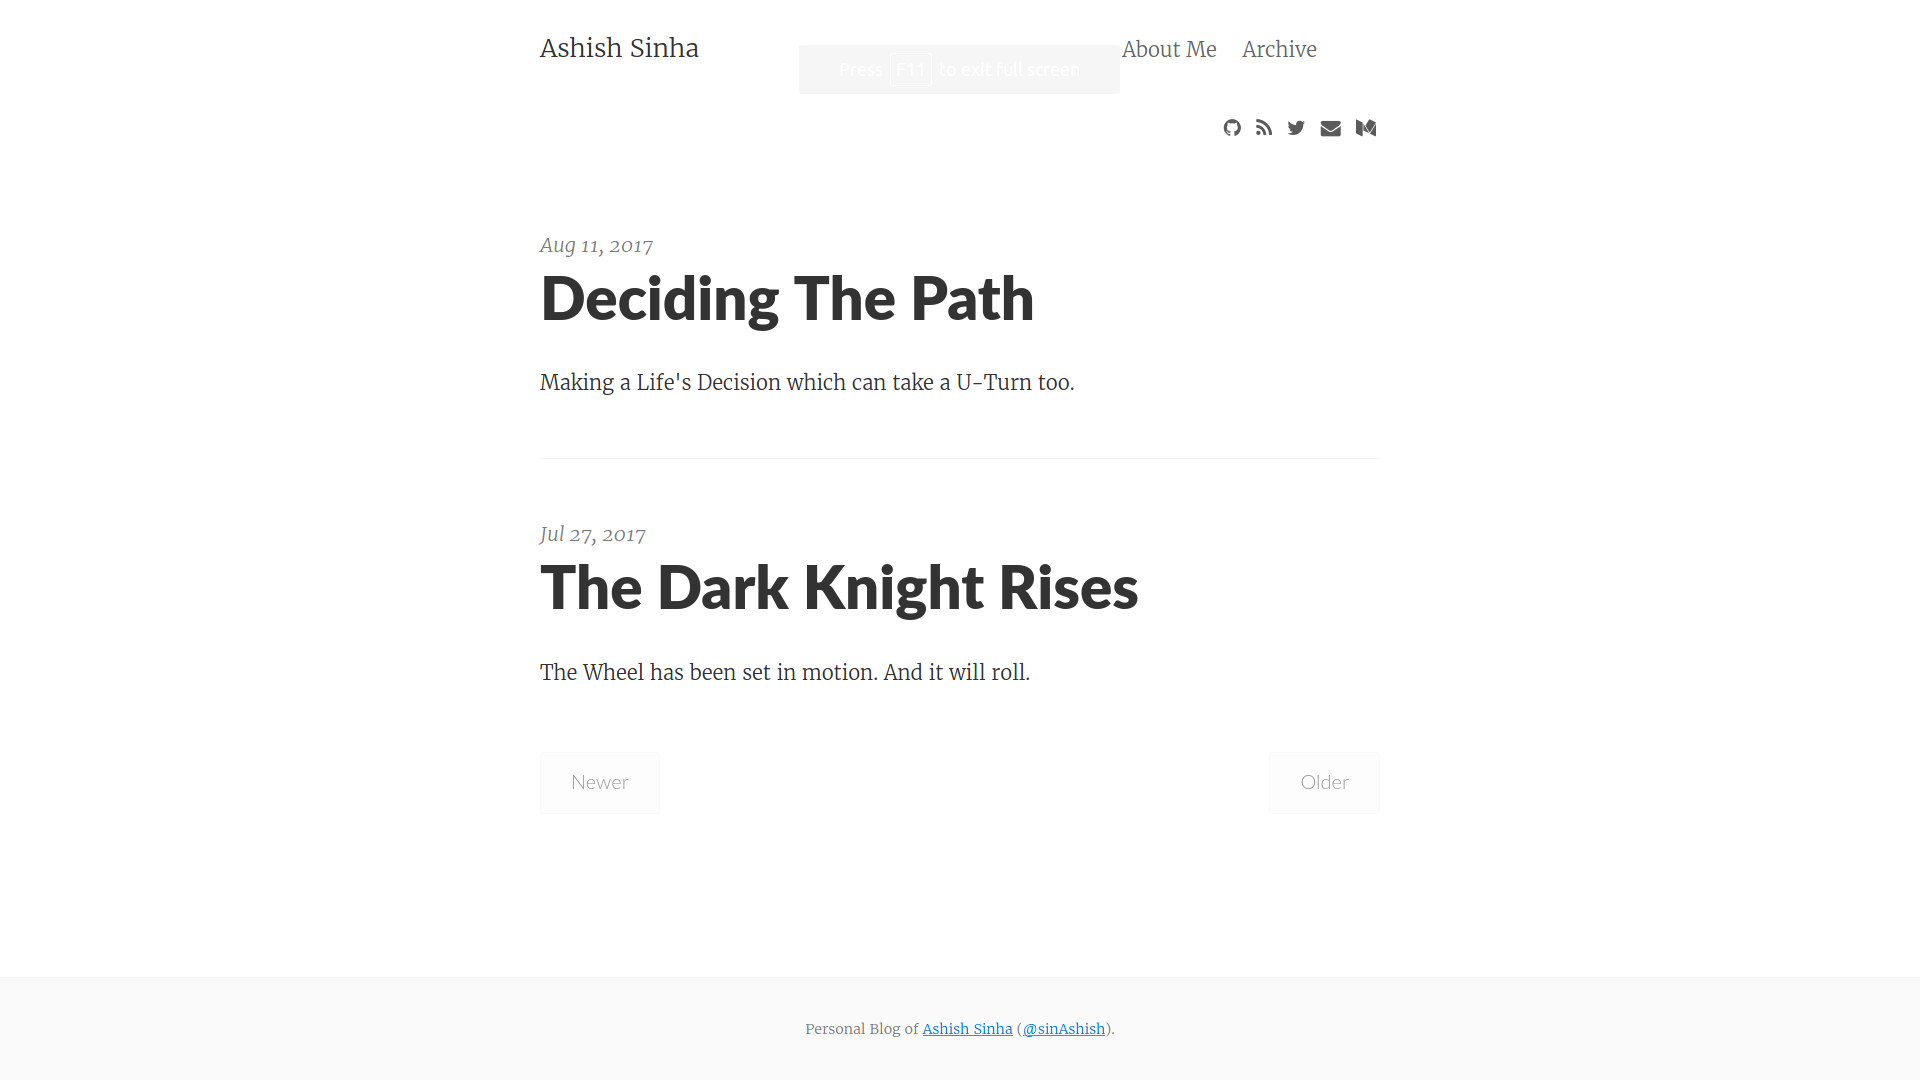 Ashish Sinha
About Me Archive
Press F11 to exit full screen
Aug 11, 2017
Deciding The Path
Making a Life's Decision which can take a U-Turn too.
Jul 27, 2017
The Dark Knight Rises
The Wheel has been set in motion. And it will roll.
Newer
Older
Personal Blog of Ashish Sinha (@sinAshish).